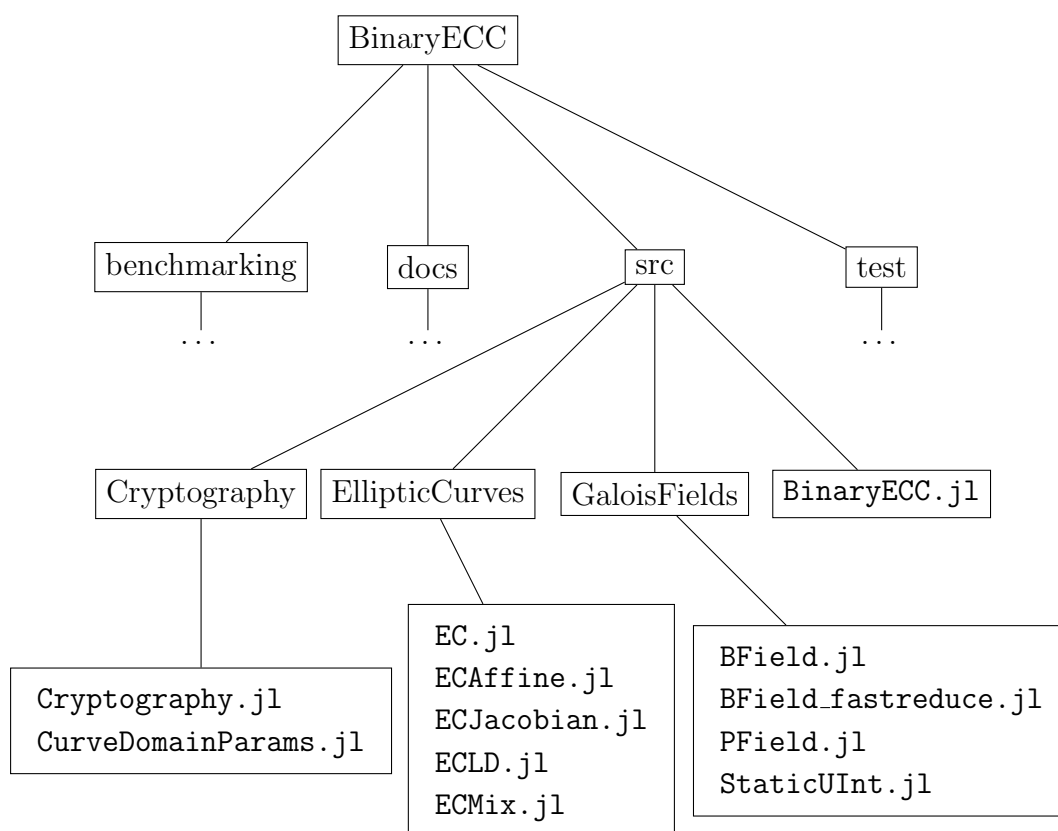 BinaryECC
benchmarking
docs
src
test
...
...
...
Cryptography
EllipticCurves
GaloisFields
BinaryECC.jl
Cryptography.jl
CurveDomainParams.jl
EC.jl
ECAffine.jl
ECJacobian.jl
ECLD.jl
ECMix.jl
BField.jl
BField_fastreduce.jl
PField.jl
StaticUInt.jl